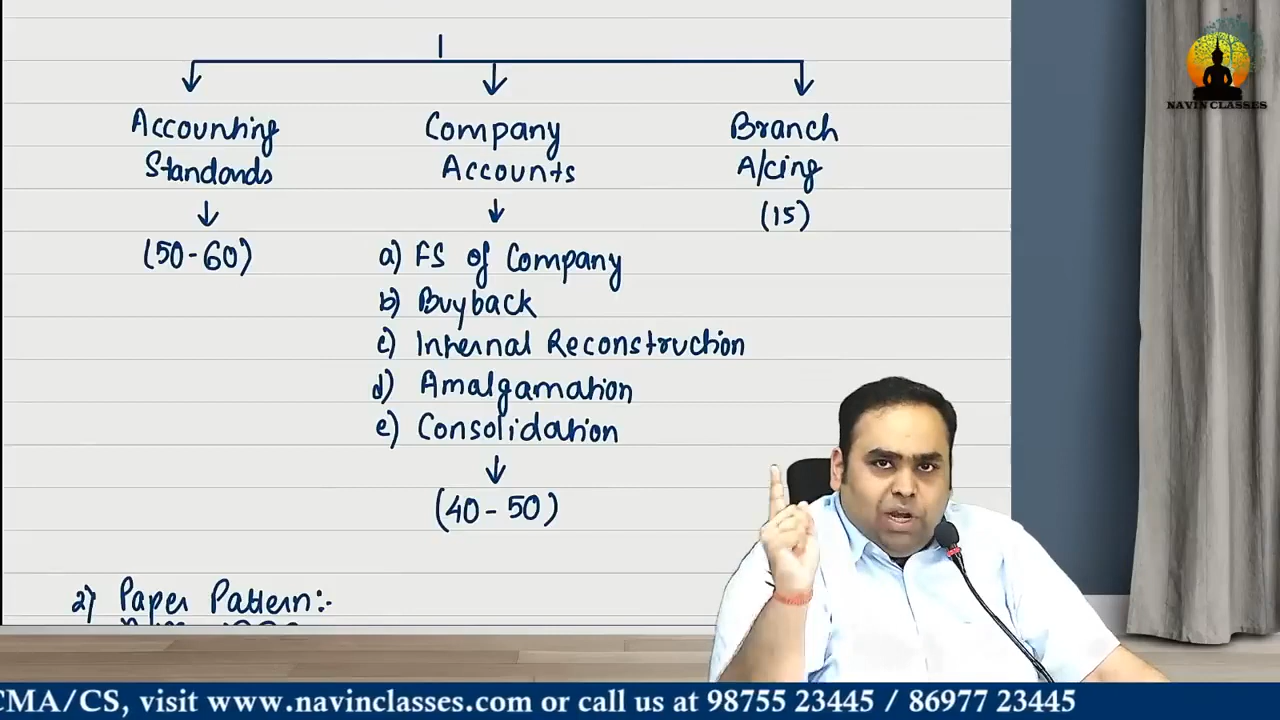 Accounting
Standards
(50-60)
Company
Accounts
a) FS of Company
b) Buyback
c) Internal Reconstruction
d) Amalgamation
e) Consolidation
(40-50)
Branch
A/cing
(15)
2) Paper Pattern:-
NAVIN CLASSES
CMA/CS, visit www.navinclasses.com or call us at 98755 23445 / 86977 23445